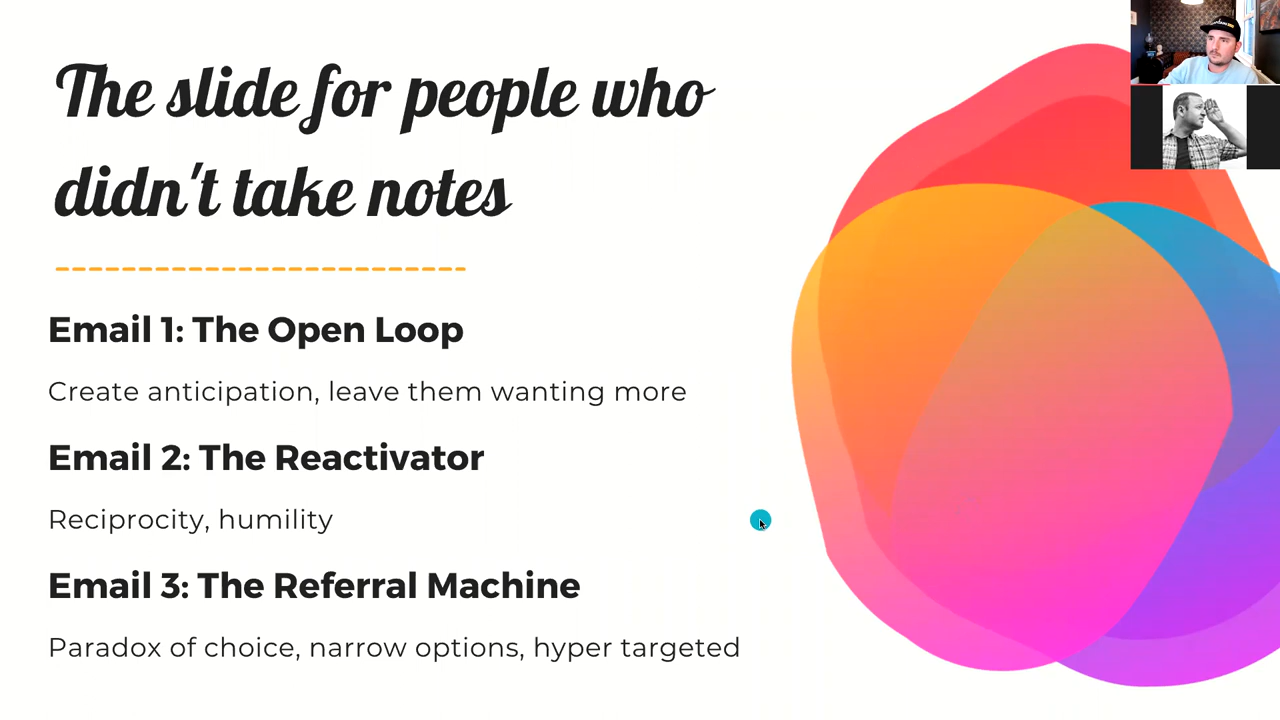 The slide for people who
didn't take notes
Email 1: The Open Loop
Create anticipation, leave them wanting more
Email 2: The Reactivator
Reciprocity, humility
Email 3: The Referral Machine
Paradox of choice, narrow options, hyper targeted